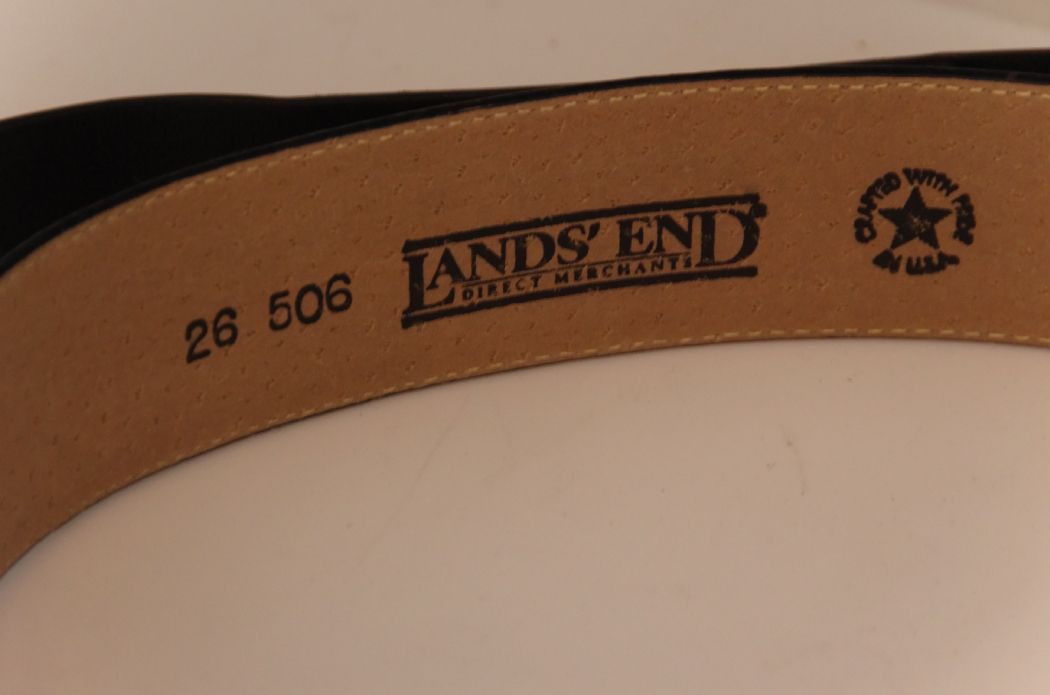 26 506
LANDS' END
DIRECT MERCHANTS
CRAFTED WITH PRIDE
IN U.S.A.